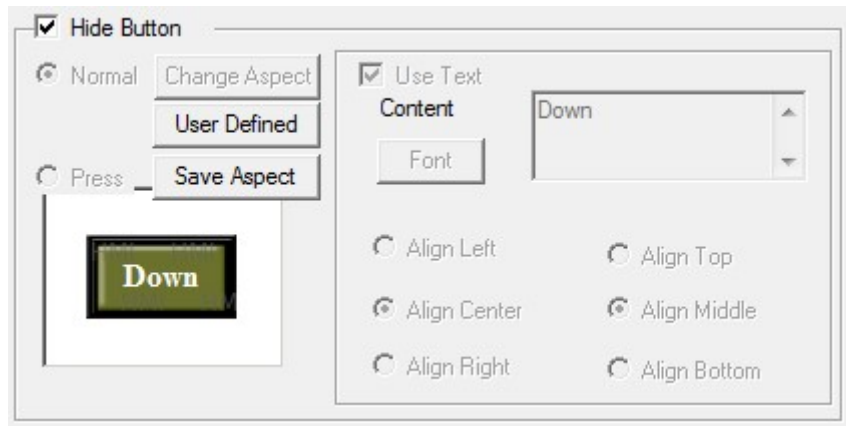 Hide Button
Normal Change Aspect
User Defined
Press Save Aspect
Down
Use Text
Content Down
Font
Align Left Align Top
Align Center Align Middle
Align Right Align Bottom